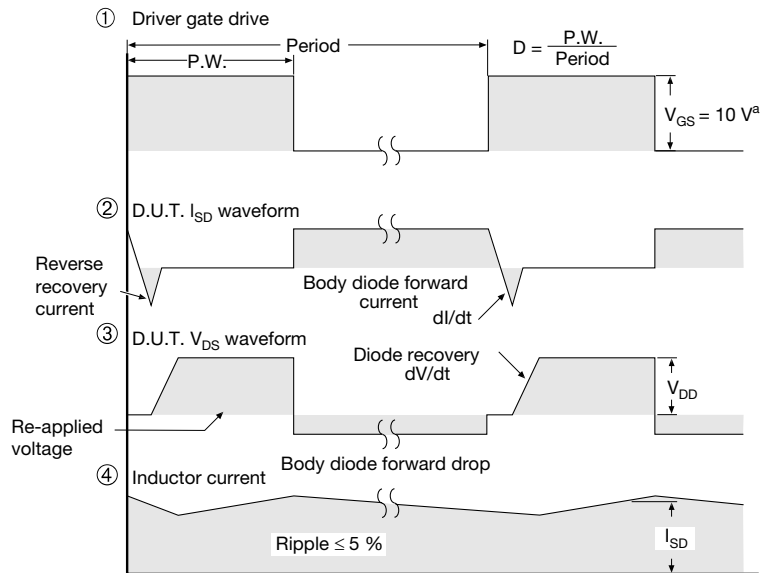 ① Driver gate drive
Period
P.W.
D = P.W. / Period
V_GS = 10 V^a
② D.U.T. I_SD waveform
Reverse
recovery
current
Body diode forward
current
dI/dt
③ D.U.T. V_DS waveform
Diode recovery
dV/dt
V_DD
Re-applied
voltage
Body diode forward drop
④ Inductor current
Ripple ≤ 5 %
I_SD